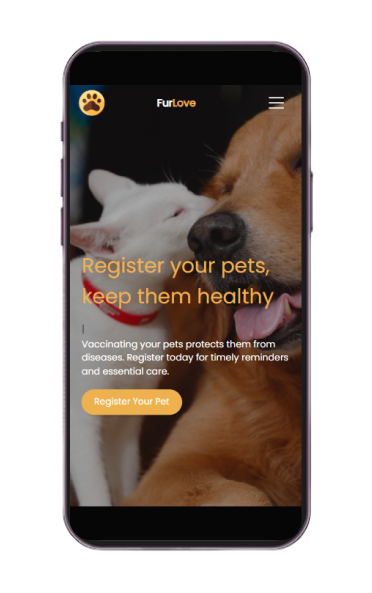 FurLove
Register your pets,
keep them healthy
|
Vaccinating your pets protects them from
diseases. Register today for timely reminders
and essential care.
Register Your Pet